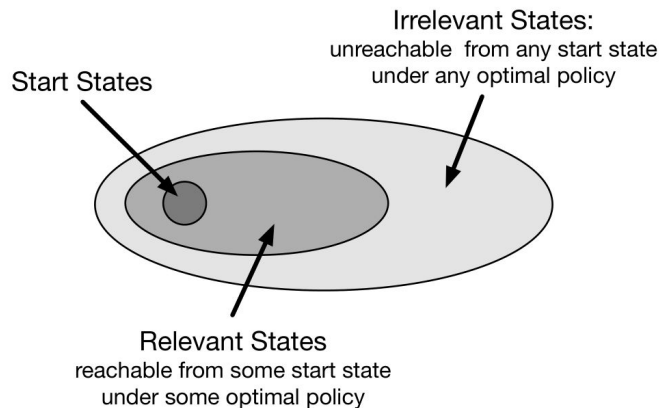 Irrelevant States:
unreachable from any start state
under any optimal policy
Start States
Relevant States
reachable from some start state
under some optimal policy